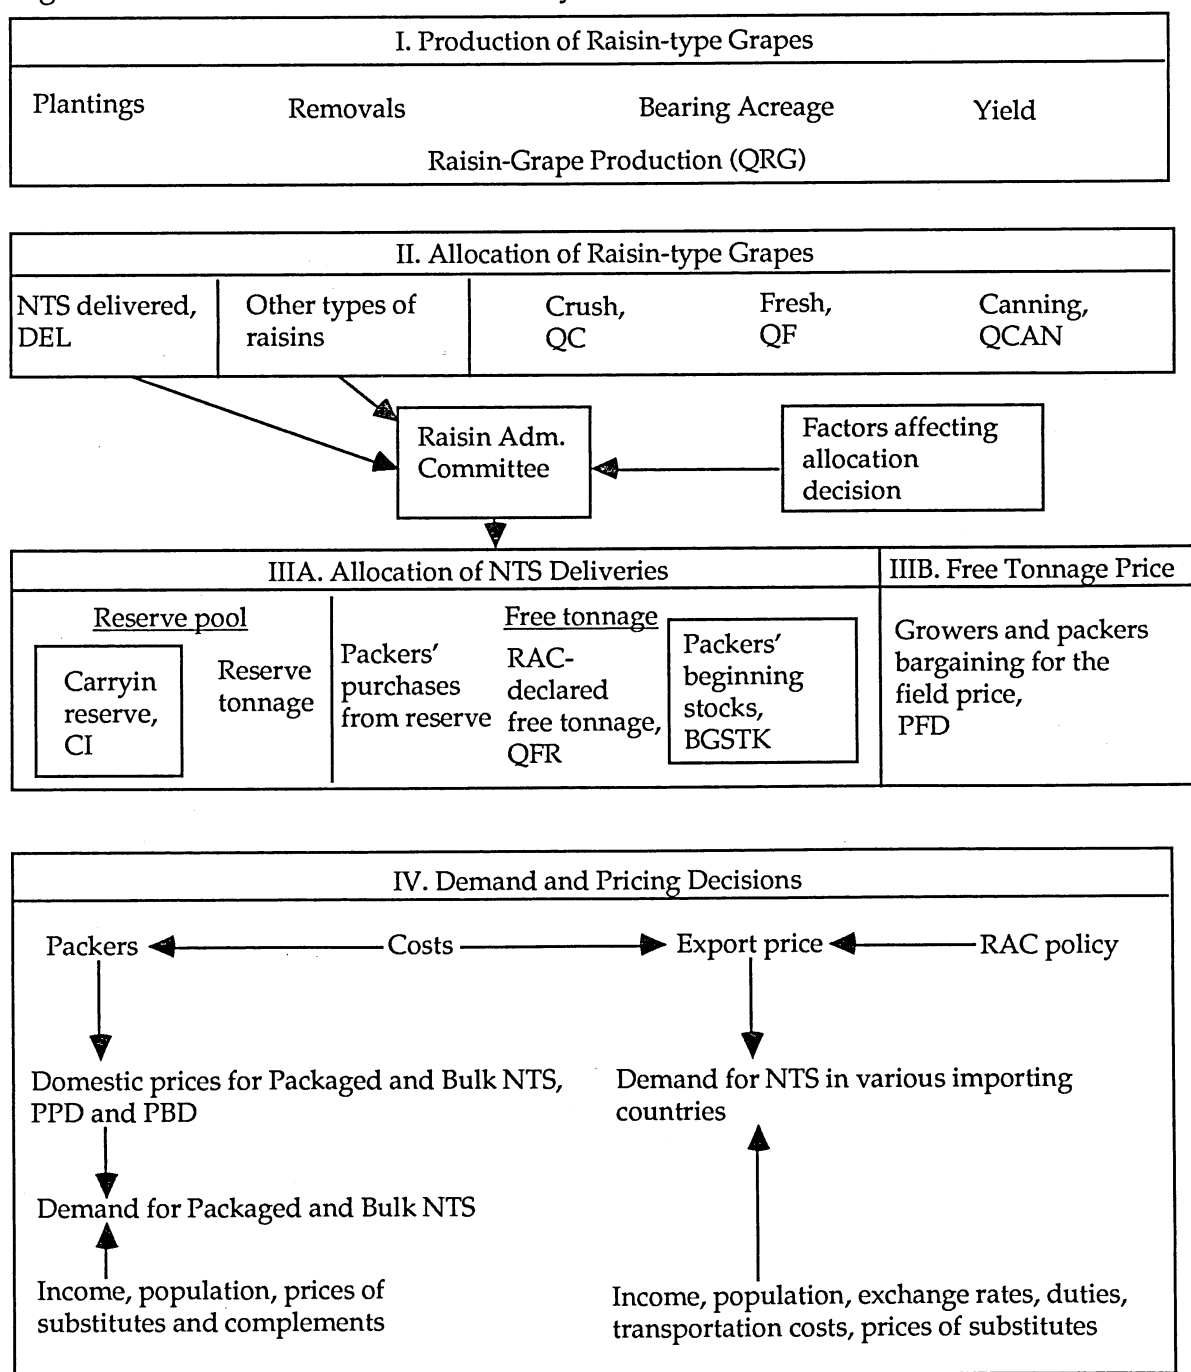 I. Production of Raisin-type Grapes
Plantings
Removals
Bearing Acreage
Yield
Raisin-Grape Production (QRG)
II. Allocation of Raisin-type Grapes
NTS delivered,
DEL
Other types of
raisins
Crush,
QC
Fresh,
QF
Canning,
QCAN
Raisin Adm.
Committee
Factors affecting
allocation
decision
IIIA. Allocation of NTS Deliveries
Reserve pool
Carryin
reserve,
CI
Reserve
tonnage
Free tonnage
Packers'
purchases
from reserve
RAC-
declared
free tonnage,
QFR
Packers'
beginning
stocks,
BGSTK
IIIB. Free Tonnage Price
Growers and packers
bargaining for the
field price,
PFD
IV. Demand and Pricing Decisions
Packers
Costs
Export price
RAC policy
Domestic prices for Packaged and Bulk NTS,
PPD and PBD
Demand for Packaged and Bulk NTS
Income, population, prices of
substitutes and complements
Demand for NTS in various importing
countries
Income, population, exchange rates, duties,
transportation costs, prices of substitutes